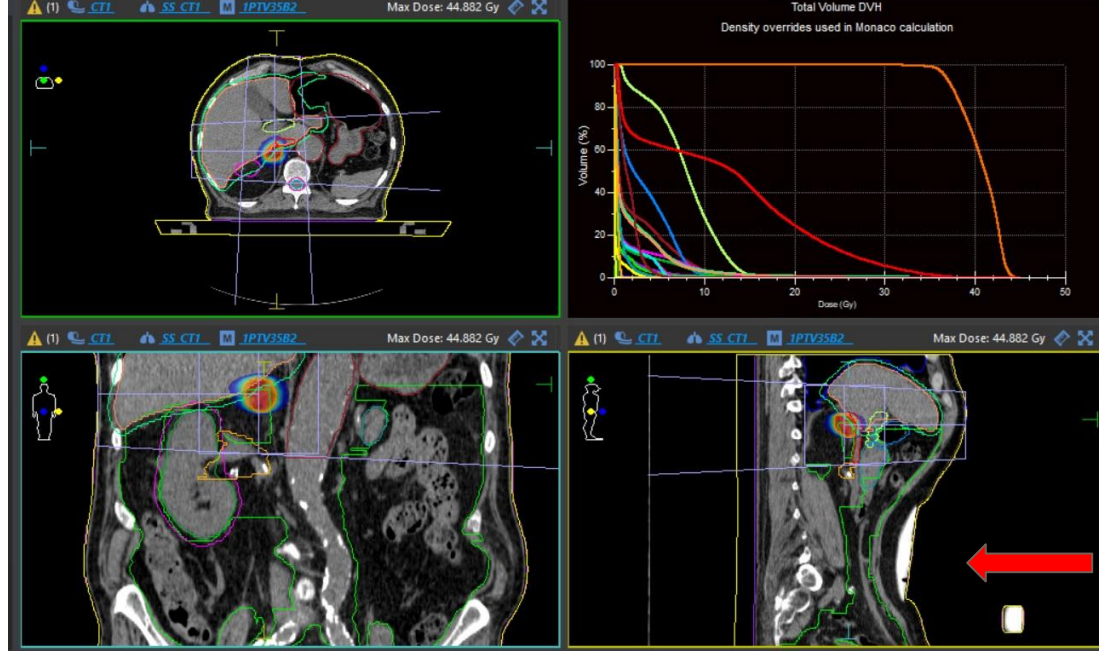 (1) CT1 SS_CT1 M 1PTV35B2 Max Dose: 44.882 Gy
Total Volume DVH
Density overrides used in Monaco calculation
100
80
60
40
20
0
Volume (%)
0 10 20 30 40 50
Dose (Gy)
(1) CT1 SS_CT1 M 1PTV35B2 Max Dose: 44.882 Gy
(1) CT1 SS_CT1 M 1PTV35B2 Max Dose: 44.882 Gy